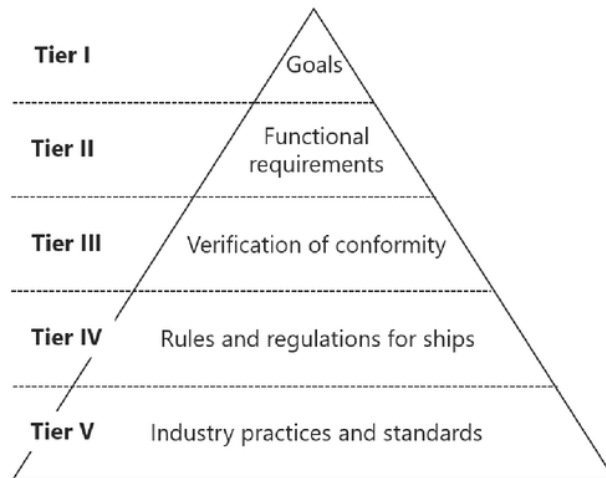 Tier I
Goals
Tier II
Functional
requirements
Tier III
Verification of conformity
Tier IV
Rules and regulations for ships
Tier V
Industry practices and standards